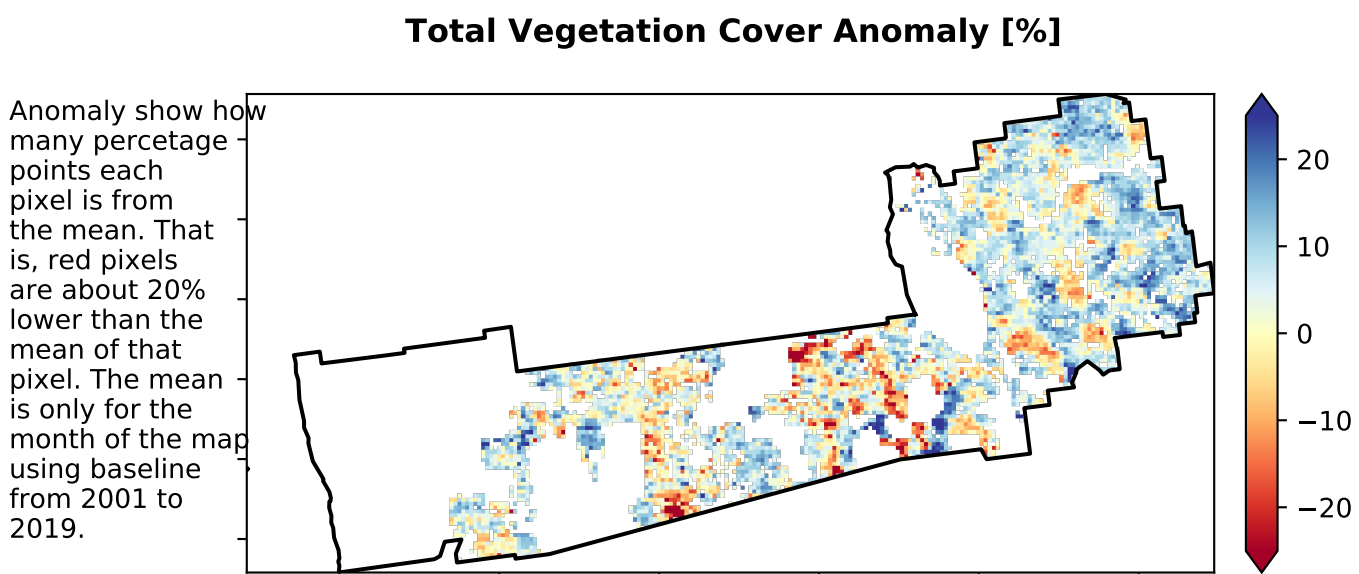 Total Vegetation Cover Anomaly [%]
Anomaly show how
many percetage
points each
pixel is from
the mean. That
is, red pixels
are about 20%
lower than the
mean of that
pixel. The mean
is only for the
month of the map
using baseline
from 2001 to
2019.
20
10
0
−10
−20